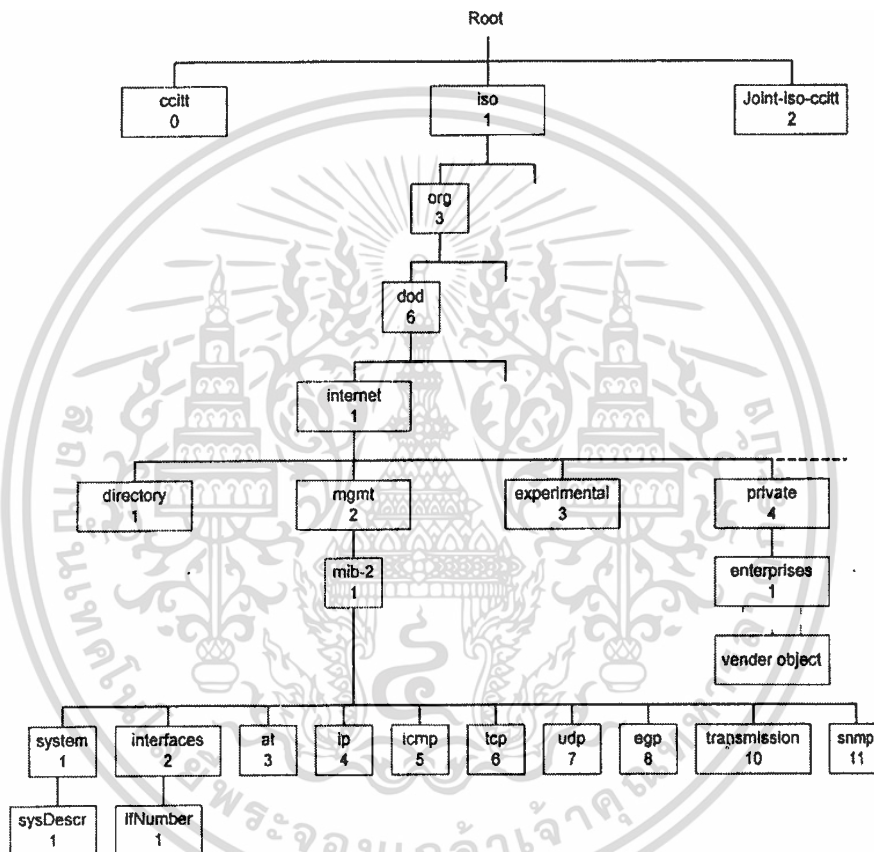 Root
ccitt
0
iso
1
Joint-iso-ccitt
2
org
3
dod
6
internet
1
directory
1
mgmt
2
experimental
3
private
4
mib-2
1
enterprises
1
vender object
system
1
interfaces
2
at
3
ip
4
icmp
5
tcp
6
udp
7
egp
8
transmission
10
snmp
11
sysDescr
1
ifNumber
1